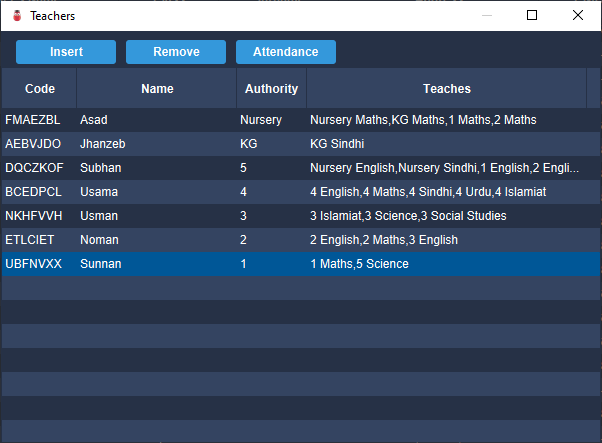 Teachers
Insert Remove Attendance
Code Name Authority Teaches
FMAEZBL Asad Nursery Nursery Maths,KG Maths,1 Maths,2 Maths
AEBVJDO Jhanzeb KG KG Sindhi
DQCZKOF Subhan 5 Nursery English,Nursery Sindhi,1 English,2 Engli...
BCEDPCL Usama 4 4 English,4 Maths,4 Sindhi,4 Urdu,4 Islamiat
NKHFVVH Usman 3 3 Islamiat,3 Science,3 Social Studies
ETLCIET Noman 2 2 English,2 Maths,3 English
UBFNVXX Sunnan 1 1 Maths,5 Science